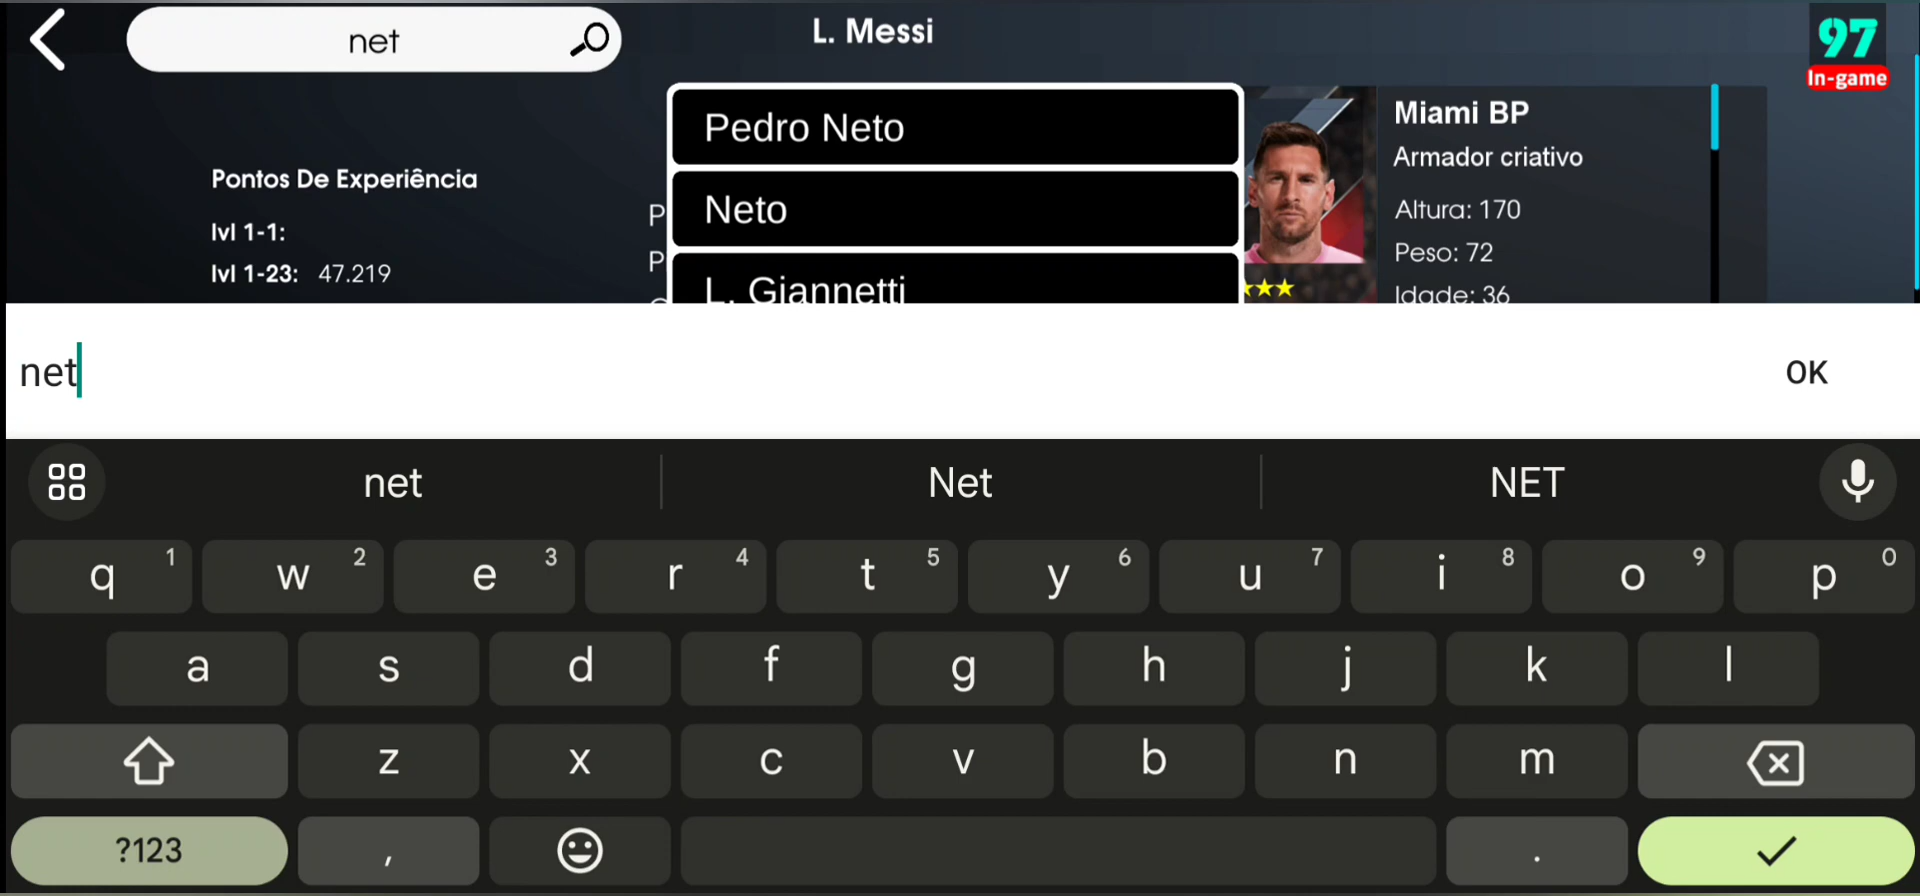 net
L. Messi
97
In-game
Pedro Neto
Neto
L. Giannetti
Pontos De Experiência
lvl 1-1:
lvl 1-23: 47.219
P
P
Miami BP
Armador criativo
Altura: 170
Peso: 72
Idade: 36
net
OK
net Net NET
q 1 w 2 e 3 r 4 t 5 y 6 u 7 i 8 o 9 p 0
a s d f g h j k l
z x c v b n m
?123 , .